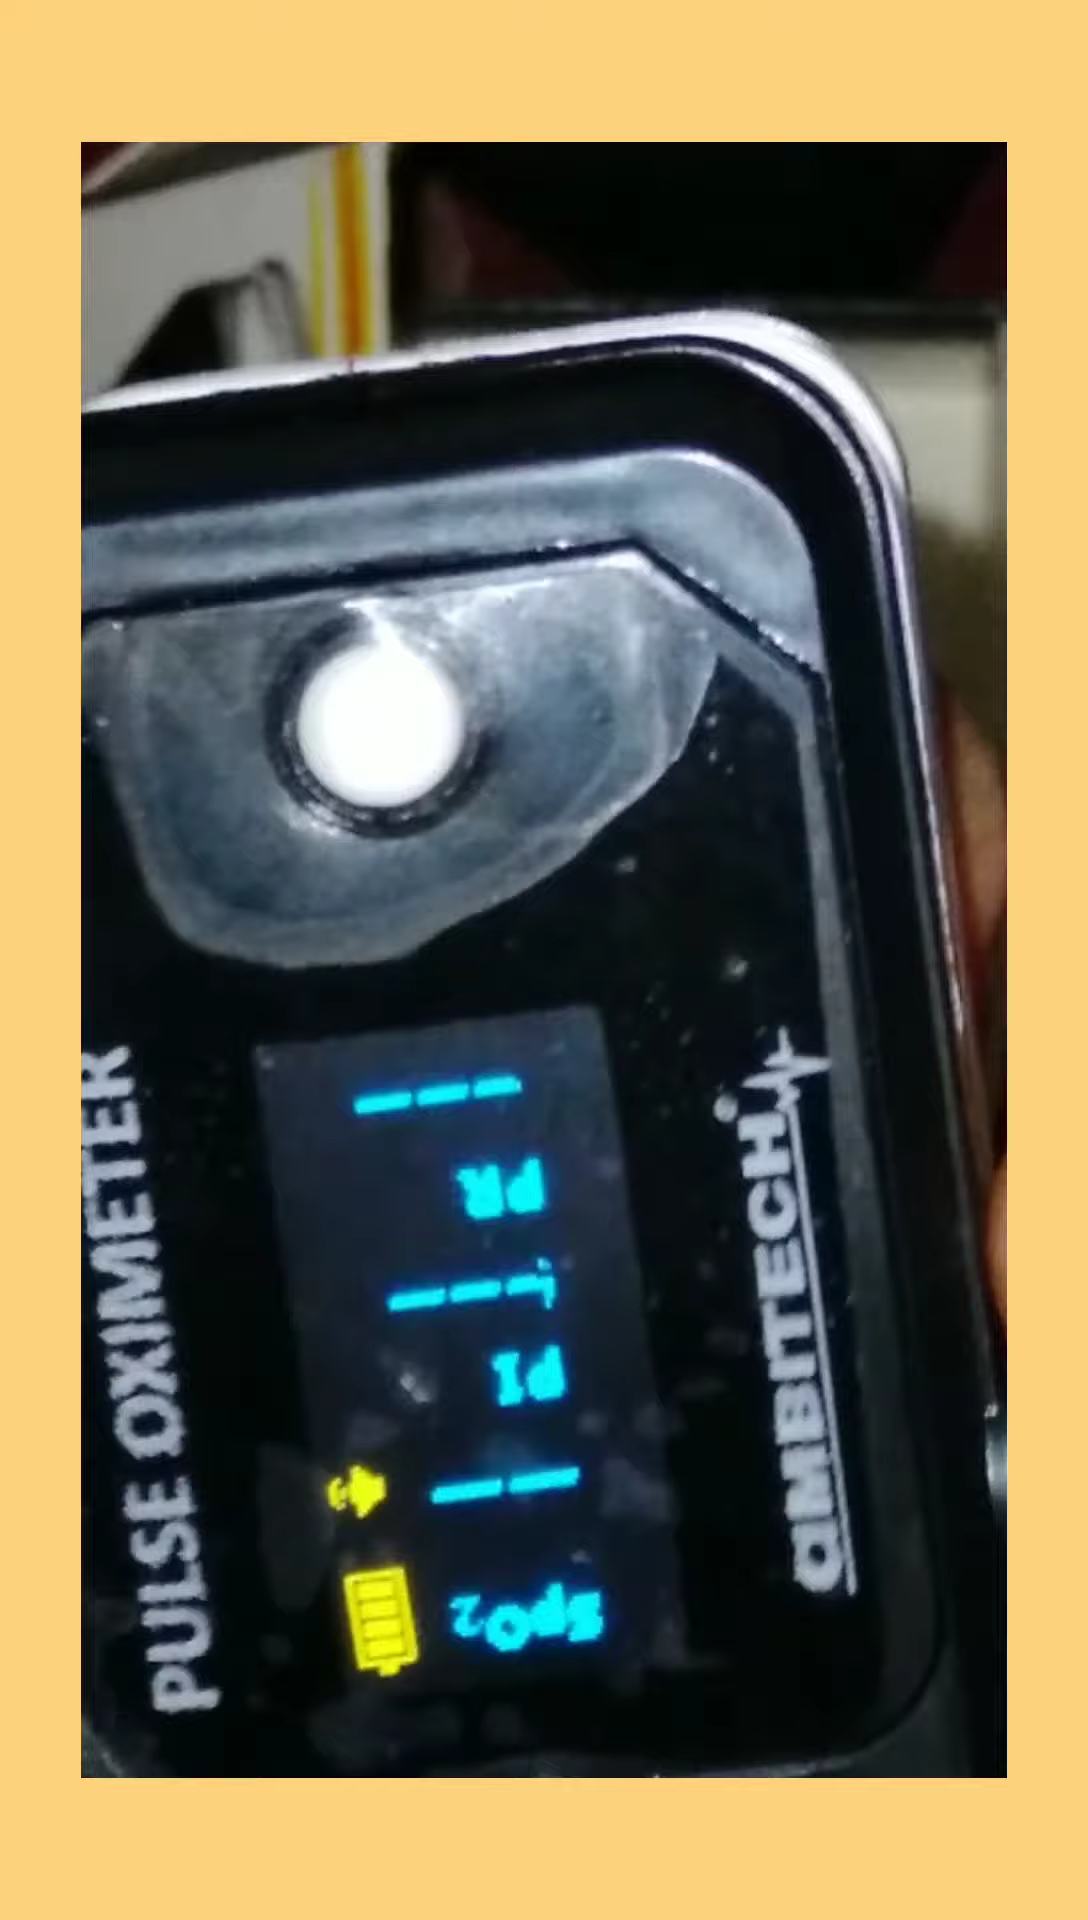 AMBITECH
SpO₂
--
PI
---
PR
---
PULSE OXIMETER